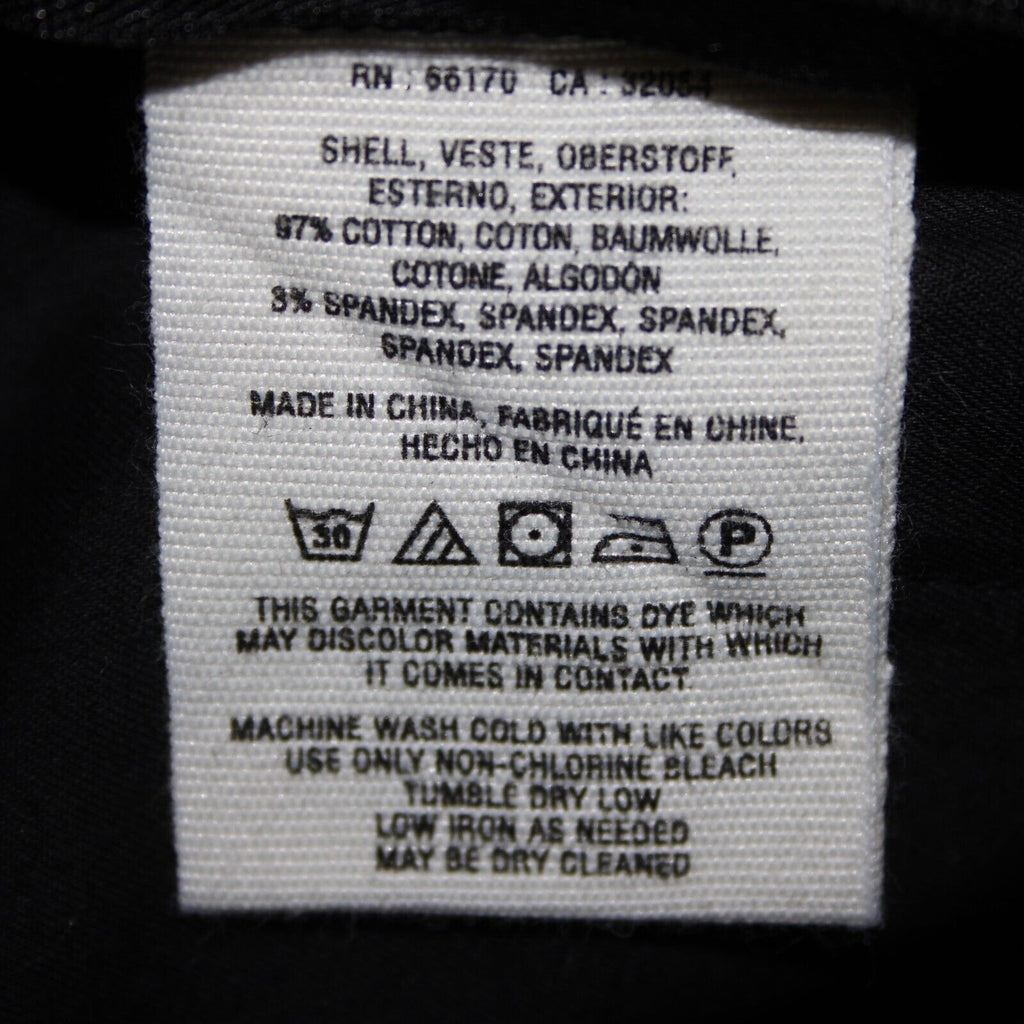 RN : 66170 CA : 32054
SHELL, VESTE, OBERSTOFF,
ESTERNO, EXTERIOR:
97% COTTON, COTON, BAUMWOLLE,
COTONE, ALGODÓN
3% SPANDEX, SPANDEX, SPANDEX,
SPANDEX, SPANDEX
MADE IN CHINA, FABRIQUÉ EN CHINE,
HECHO EN CHINA
30 P
THIS GARMENT CONTAINS DYE WHICH
MAY DISCOLOR MATERIALS WITH WHICH
IT COMES IN CONTACT.
MACHINE WASH COLD WITH LIKE COLORS
USE ONLY NON-CHLORINE BLEACH
TUMBLE DRY LOW
LOW IRON AS NEEDED
MAY BE DRY CLEANED